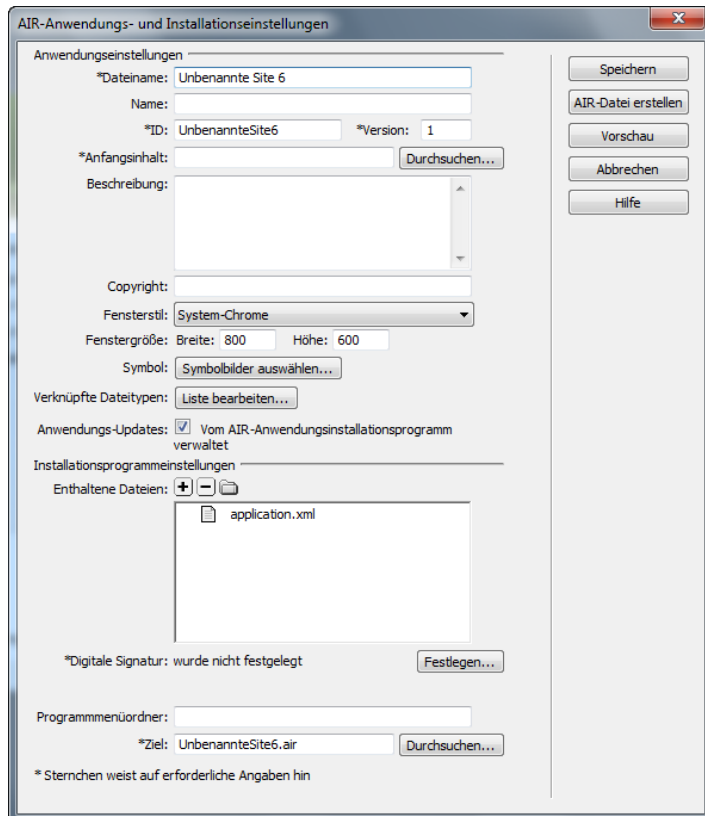 AIR-Anwendungs- und Installationseinstellungen
Anwendungseinstellungen
*Dateiname: Unbenannte Site 6
Name:
*ID: UnbenannteSite6 *Version: 1
*Anfangsinhalt: Durchsuchen...
Beschreibung:
Copyright:
Fensterstil: System-Chrome
Fenstergröße: Breite: 800 Höhe: 600
Symbol: Symbolbilder auswählen...
Verknüpfte Dateitypen: Liste bearbeiten...
Anwendungs-Updates: Vom AIR-Anwendungsinstallationsprogramm
verwaltet
Installationsprogrammeinstellungen
Enthaltene Dateien:
application.xml
*Digitale Signatur: wurde nicht festgelegt Festlegen...
Programmmenüordner:
*Ziel: UnbenannteSite6.air Durchsuchen...
* Sternchen weist auf erforderliche Angaben hin
Speichern
AIR-Datei erstellen
Vorschau
Abbrechen
Hilfe